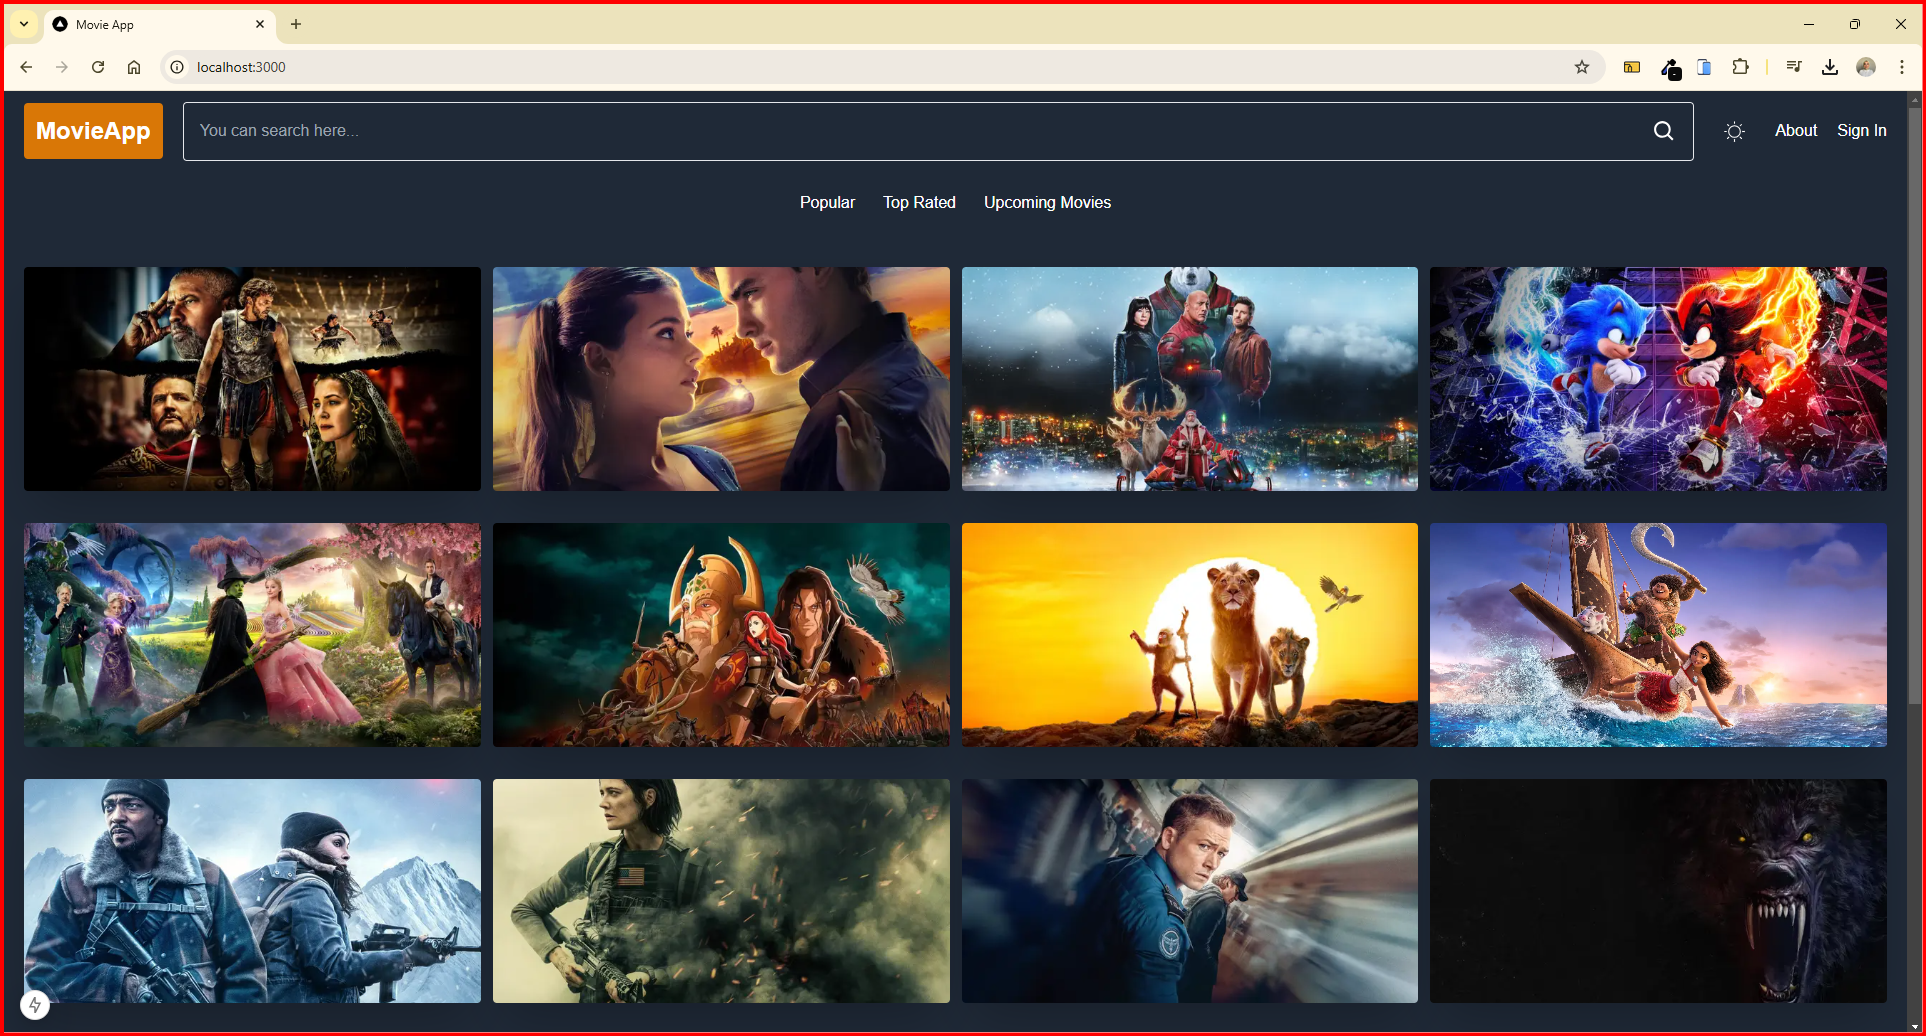 Movie App
localhost:3000
MovieApp
You can search here...
About
Sign In
Popular
Top Rated
Upcoming Movies